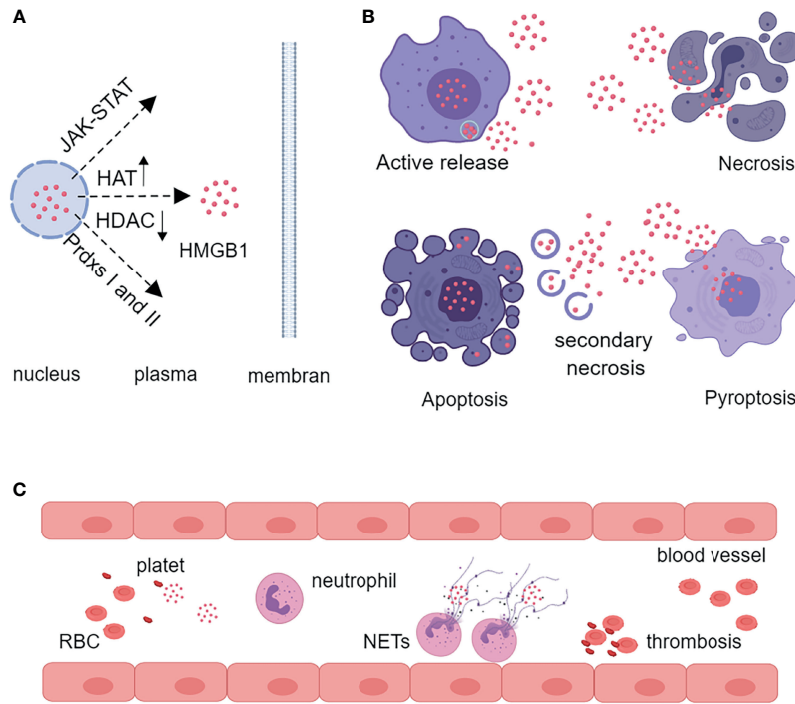 A
JAK-STAT
HAT
HDAC
Prdxs I and II
HMGB1
nucleus
plasma
membran
B
Active release
Necrosis
Apoptosis
secondary
necrosis
Pyroptosis
C
platet
neutrophil
blood vessel
RBC
NETs
thrombosis